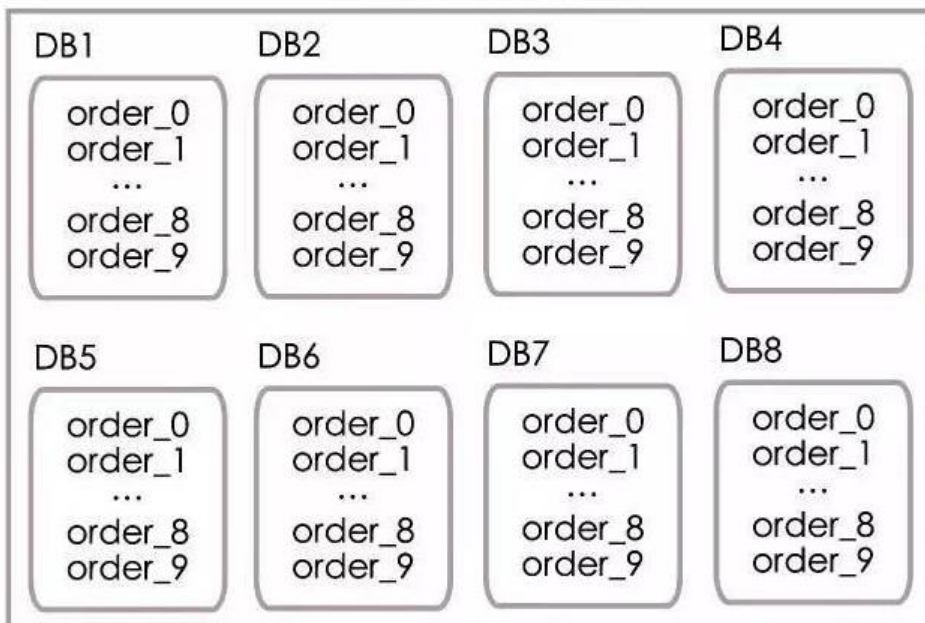 DB1
order_0
order_1
...
order_8
order_9
DB2
order_0
order_1
...
order_8
order_9
DB3
order_0
order_1
...
order_8
order_9
DB4
order_0
order_1
...
order_8
order_9
DB5
order_0
order_1
...
order_8
order_9
DB6
order_0
order_1
...
order_8
order_9
DB7
order_0
order_1
...
order_8
order_9
DB8
order_0
order_1
...
order_8
order_9